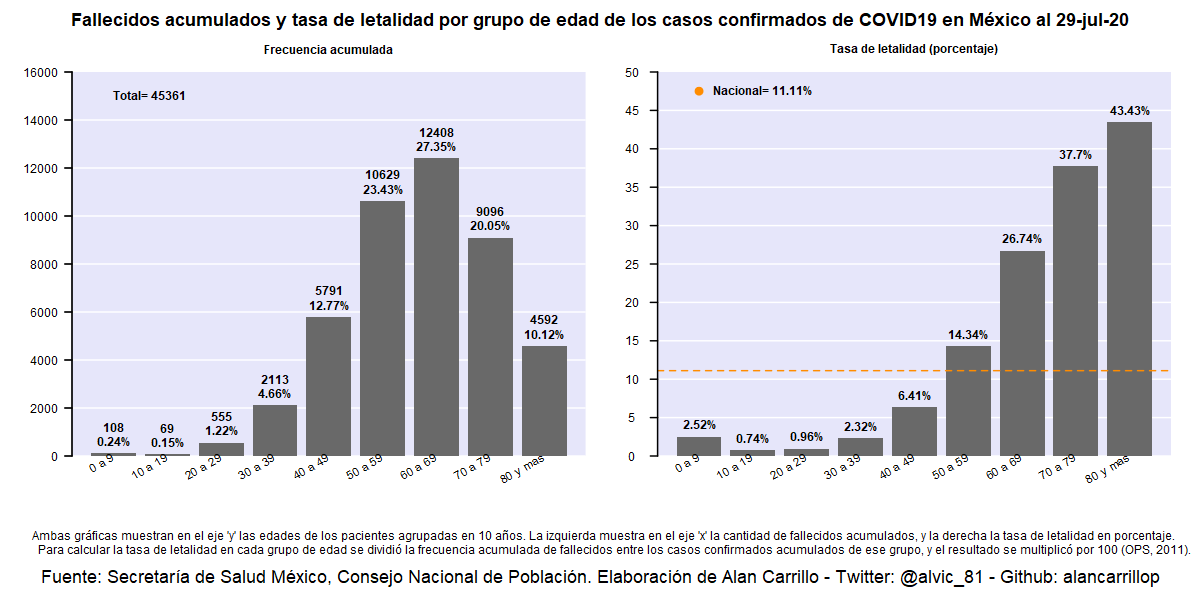 Fallecidos acumulados y tasa de letalidad por grupo de edad de los casos confirmados de COVID19 en México al 29-jul-20
Frecuencia acumulada
16000
14000
12000
10000
8000
6000
4000
2000
0
Total= 45361
108
0.24%
69
0.15%
555
1.22%
2113
4.66%
5791
12.77%
10629
23.43%
12408
27.35%
9096
20.05%
4592
10.12%
0 a 9
10 a 19
20 a 29
30 a 39
40 a 49
50 a 59
60 a 69
70 a 79
80 y mas
Tasa de letalidad (porcentaje)
50
45
40
35
30
25
20
15
10
5
0
Nacional= 11.11%
2.52%
0.74%
0.96%
2.32%
6.41%
14.34%
26.74%
37.7%
43.43%
0 a 9
10 a 19
20 a 29
30 a 39
40 a 49
50 a 59
60 a 69
70 a 79
80 y mas
Ambas gráficas muestran en el eje 'y' las edades de los pacientes agrupadas en 10 años. La izquierda muestra en el eje 'x' la cantidad de fallecidos acumulados, y la derecha la tasa de letalidad en porcentaje.
Para calcular la tasa de letalidad en cada grupo de edad se dividió la frecuencia acumulada de fallecidos entre los casos confirmados acumulados de ese grupo, y el resultado se multiplicó por 100 (OPS, 2011).
Fuente: Secretaría de Salud México, Consejo Nacional de Población. Elaboración de Alan Carrillo - Twitter: @alvic_81 - Github: alancarrillop